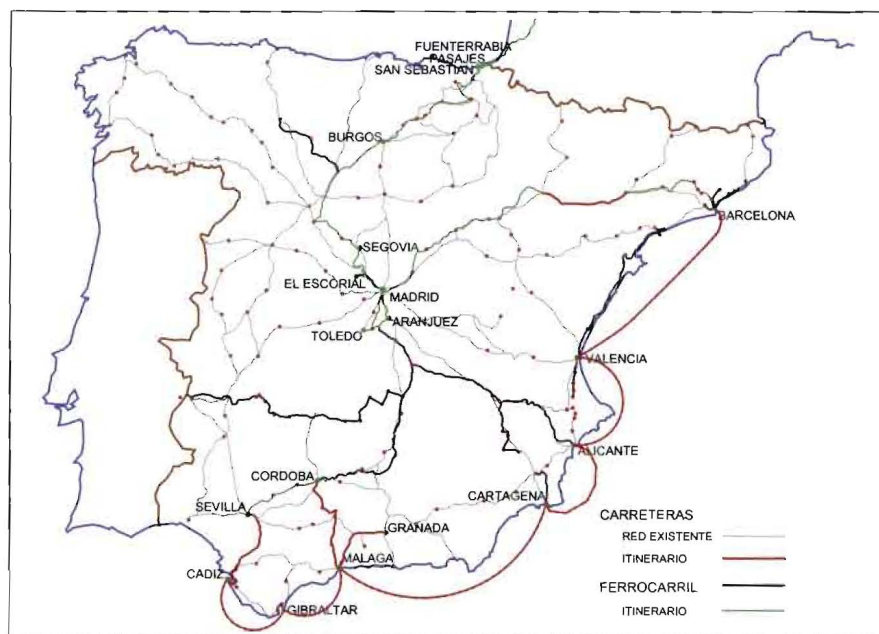 FUENTERRABIA
PASAJES
SAN SEBASTIAN
BURGOS
BARCELONA
SEGOVIA
EL ESCORIAL
MADRID
ARANJUEZ
TOLEDO
VALENCIA
ALICANTE
CORDOBA
CARTAGENA
SEVILLA
GRANADA
MALAGA
CADIZ
GIBRALTAR
CARRETERAS
RED EXISTENTE
ITINERARIO
FERROCARRIL
ITINERARIO